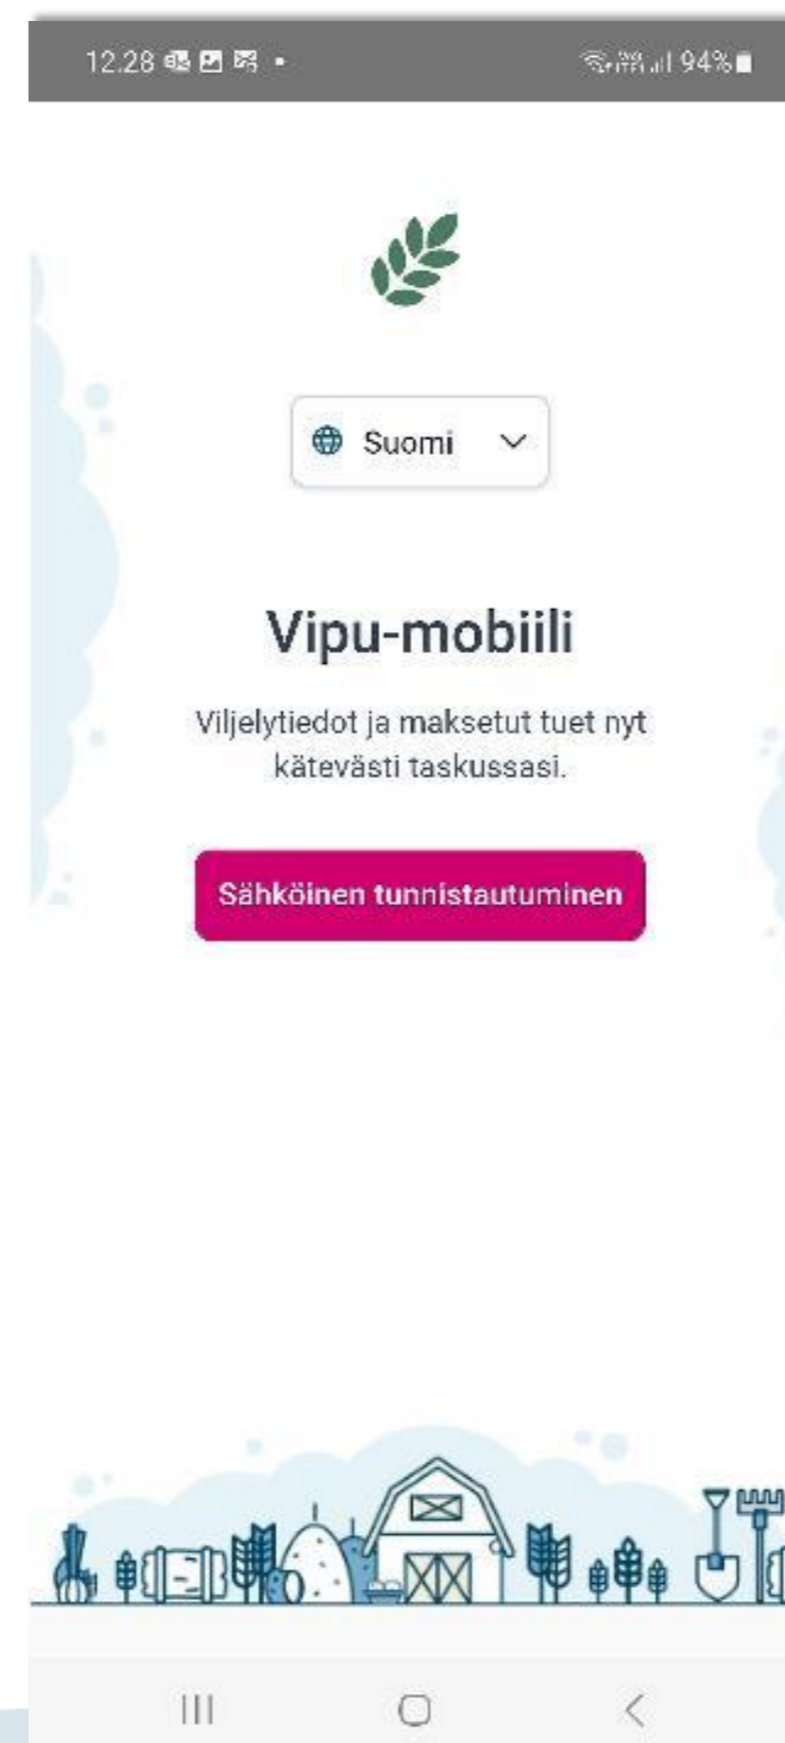 12.28
94%
Suomi
Vipu-mobiili
Viljelytiedot ja maksetut tuet nyt
kätevästi taskussasi.
Sähköinen tunnistautuminen